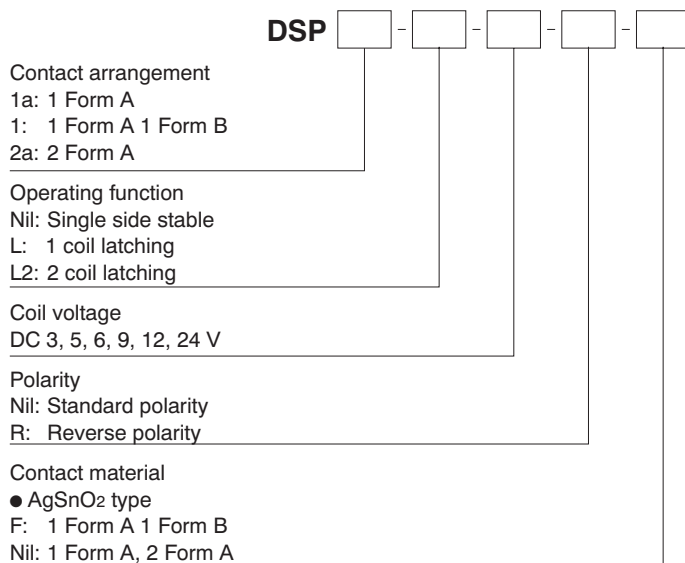 DSP - - - -
Contact arrangement
1a: 1 Form A
1: 1 Form A 1 Form B
2a: 2 Form A
Operating function
Nil: Single side stable
L: 1 coil latching
L2: 2 coil latching
Coil voltage
DC 3, 5, 6, 9, 12, 24 V
Polarity
Nil: Standard polarity
R: Reverse polarity
Contact material
● AgSnO2 type
F: 1 Form A 1 Form B
Nil: 1 Form A, 2 Form A